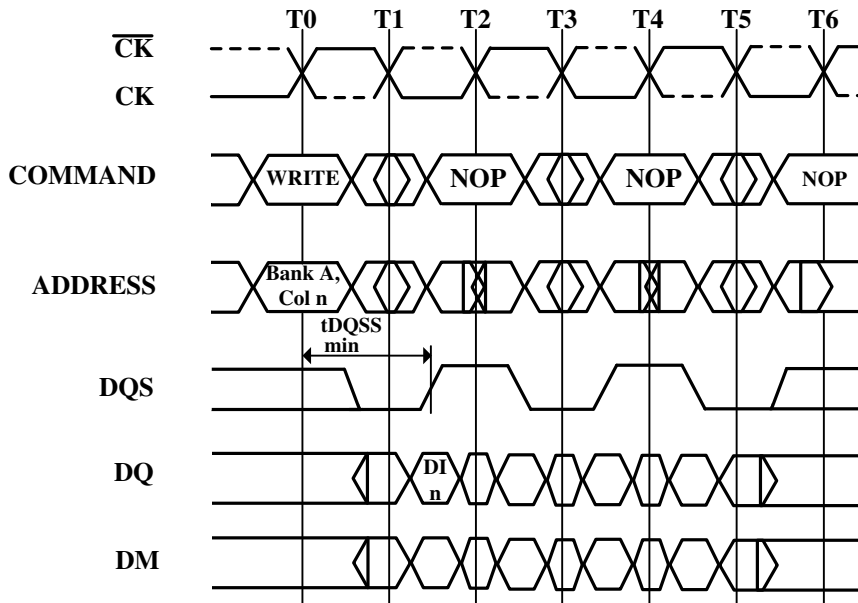 T0 T1 T2 T3 T4 T5 T6
CK
CK
COMMAND
WRITE NOP NOP NOP
ADDRESS
Bank A,
Col n
tDQSS
min
DQS
DQ
DI
n
DM